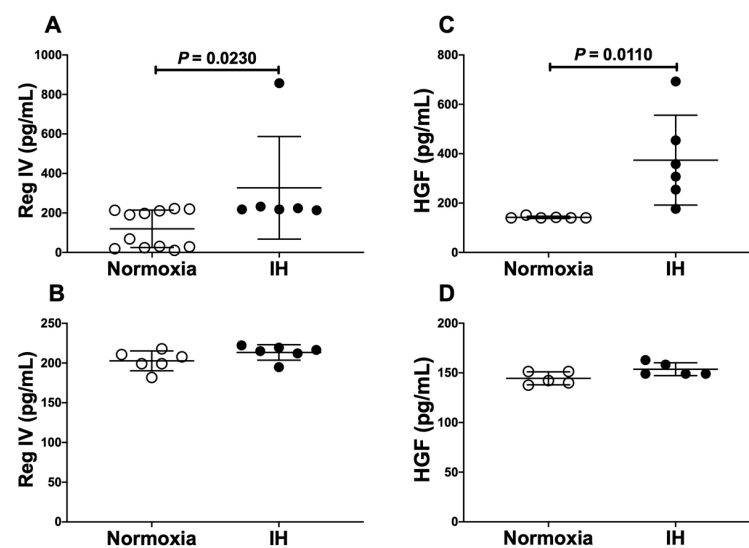 A
P = 0.0230
Reg IV (pg/mL)
1000
800
600
400
200
0
Normoxia
IH
C
P = 0.0110
HGF (pg/mL)
800
600
400
200
0
Normoxia
IH
B
Reg IV (pg/mL)
250
200
150
100
50
0
Normoxia
IH
D
HGF (pg/mL)
200
150
100
50
0
Normoxia
IH